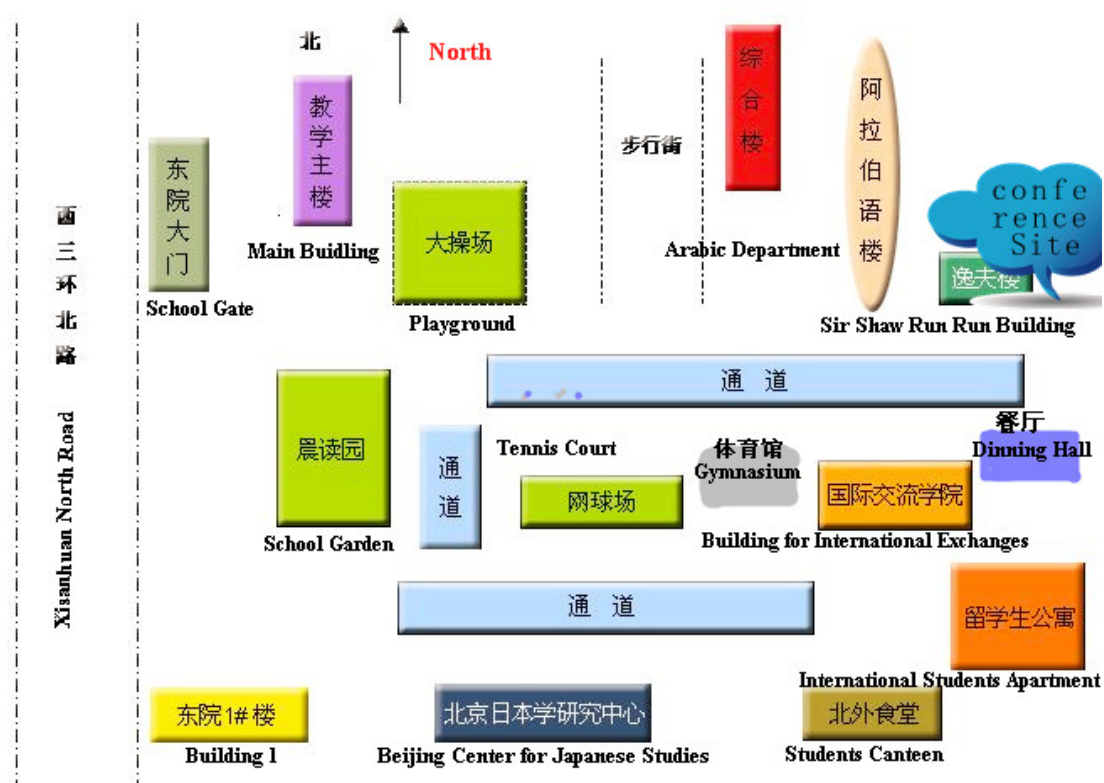 北
North
综合楼
阿拉伯语楼
教学主楼
步行街
东院大门
大操场
confe
rence
Site
西三环北路
Main Buidling
Arabic Department
逸夫楼
School Gate
Playground
Sir Shaw Run Run Building
通 道
晨读园
餐厅
Dinning Hall
Xisanhuan North Road
通道
Tennis Court
体育馆
Gymnasium
网球场
国际交流学院
School Garden
Building for International Exchanges
通 道
留学生公寓
International Students Apartment
东院1#楼
北京日本学研究中心
北外食堂
Building 1
Beijing Center for Japanese Studies
Students Canteen